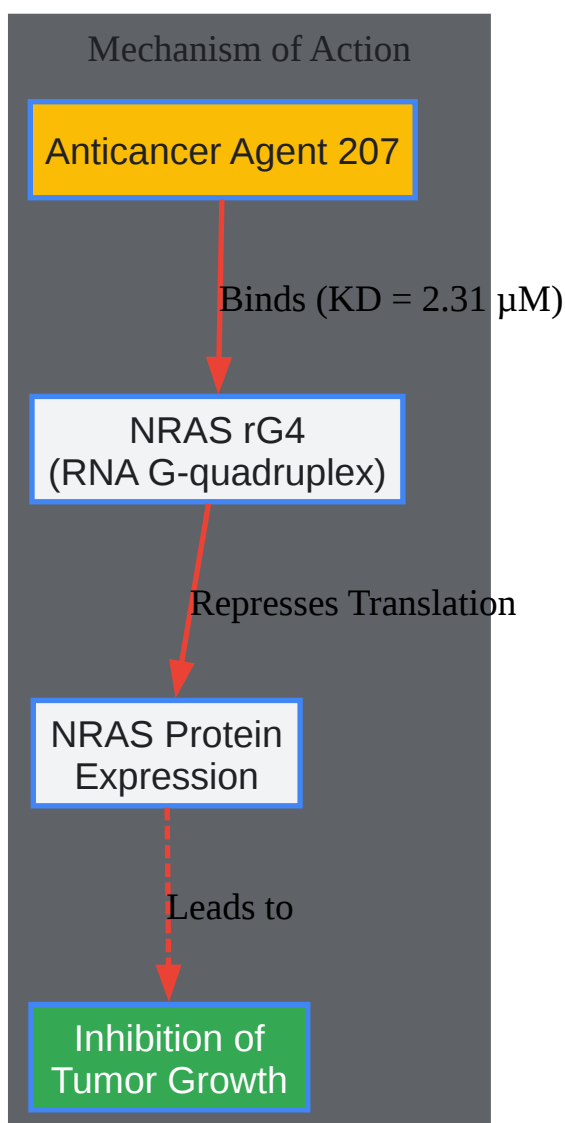 Mechanism of Action
Anticancer Agent 207
Binds (KD = 2.31 µM)
NRAS rG4
(RNA G-quadruplex)
Represses Translation
NRAS Protein
Expression
Leads to
Inhibition of
Tumor Growth